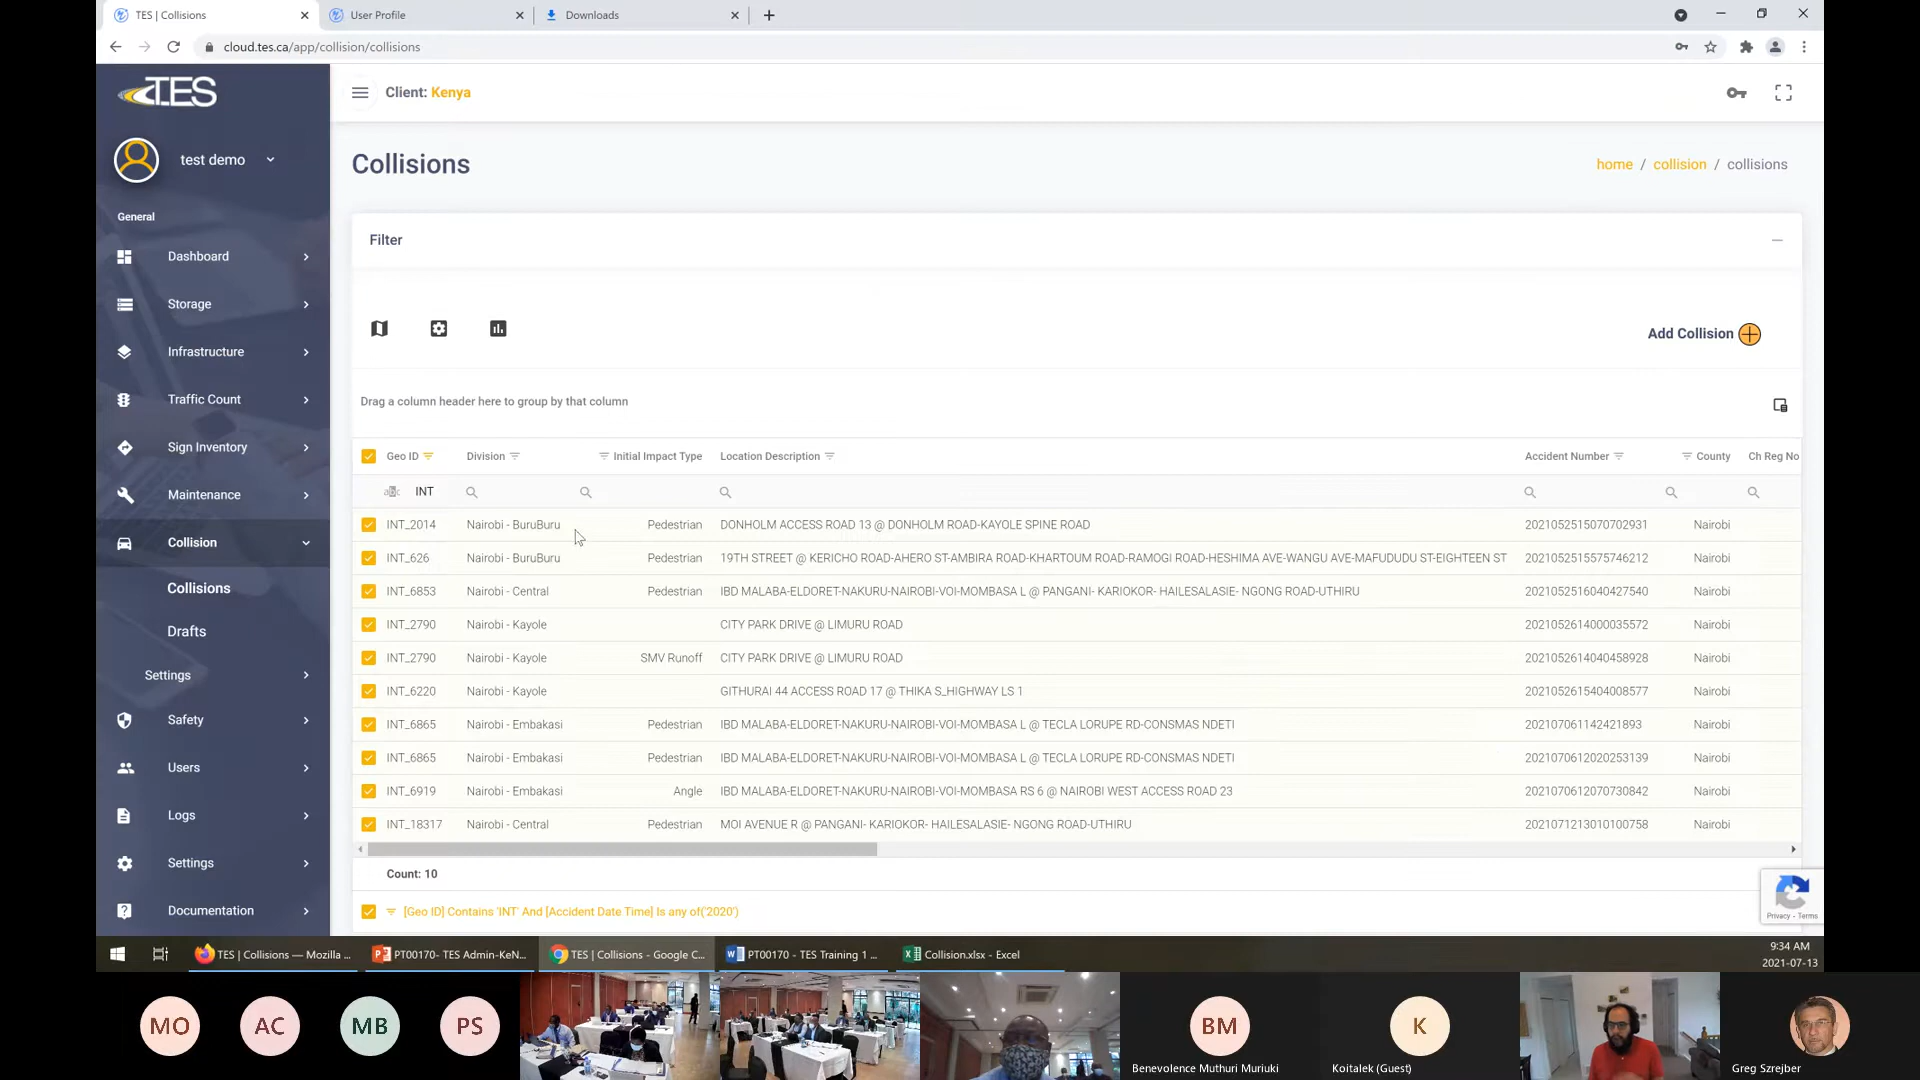 TES | Collisions
User Profile
Downloads
cloud.tes.ca/app/collision/collisions
TES
Client: Kenya
test demo
Collisions
home / collision / collisions
General
Filter
Dashboard
Storage
Add Collision
Infrastructure
Traffic Count
Drag a column header here to group by that column
Sign Inventory
Geo ID Division Initial Impact Type Location Description Accident Number County Ch Reg No
Maintenance
INT
INT_2014 Nairobi - BuruBuru Pedestrian DONHOLM ACCESS ROAD 13 @ DONHOLM ROAD-KAYOLE SPINE ROAD 2021052515070702931 Nairobi
Collision
INT_626 Nairobi - BuruBuru Pedestrian 19TH STREET @ KERICHO ROAD-AHERO ST-AMBIRA ROAD-KHARTOUM ROAD-RAMOGI ROAD-HESHIMA AVE-WANGU AVE-MAFUDUDU ST-EIGHTEEN ST 2021052515575746212 Nairobi
Collisions
INT_6853 Nairobi - Central Pedestrian IBD MALABA-ELDORET-NAKURU-NAIROBI-VOI-MOMBASA L @ PANGANI- KARIOKOR- HAILESALASIE- NGONG ROAD-UTHIRU 2021052516040427540 Nairobi
INT_2790 Nairobi - Kayole CITY PARK DRIVE @ LIMURU ROAD 2021052614000035572 Nairobi
Drafts
INT_2790 Nairobi - Kayole SMV Runoff CITY PARK DRIVE @ LIMURU ROAD 2021052614040458928 Nairobi
Settings
INT_6220 Nairobi - Kayole GITHURAI 44 ACCESS ROAD 17 @ THIKA S_HIGHWAY LS 1 2021052615404008577 Nairobi
Safety
INT_6865 Nairobi - Embakasi Pedestrian IBD MALABA-ELDORET-NAKURU-NAIROBI-VOI-MOMBASA L @ TECLA LORUPE RD-CONSMAS NDETI 202107061142421893 Nairobi
INT_6865 Nairobi - Embakasi Pedestrian IBD MALABA-ELDORET-NAKURU-NAIROBI-VOI-MOMBASA L @ TECLA LORUPE RD-CONSMAS NDETI 2021070612020253139 Nairobi
Users
INT_6919 Nairobi - Embakasi Angle IBD MALABA-ELDORET-NAKURU-NAIROBI-VOI-MOMBASA RS 6 @ NAIROBI WEST ACCESS ROAD 23 2021070612070730842 Nairobi
Logs
INT_18317 Nairobi - Central Pedestrian MOI AVENUE R @ PANGANI- KARIOKOR- HAILESALASIE- NGONG ROAD-UTHIRU 2021071213010100758 Nairobi
Settings
Count: 10
Documentation
[Geo ID] Contains 'INT' And [Accident Date Time] Is any of('2020')
Privacy - Terms
TES | Collisions — Mozilla ...
PT00170- TES Admin-KeN...
TES | Collisions - Google C...
PT00170 - TES Training 1 ...
Collision.xlsx - Excel
9:34 AM
2021-07-13
MO
AC
MB
PS
BM
K
Benevolence Muthuri Muriuki
Koitalek (Guest)
Greg Szrejber